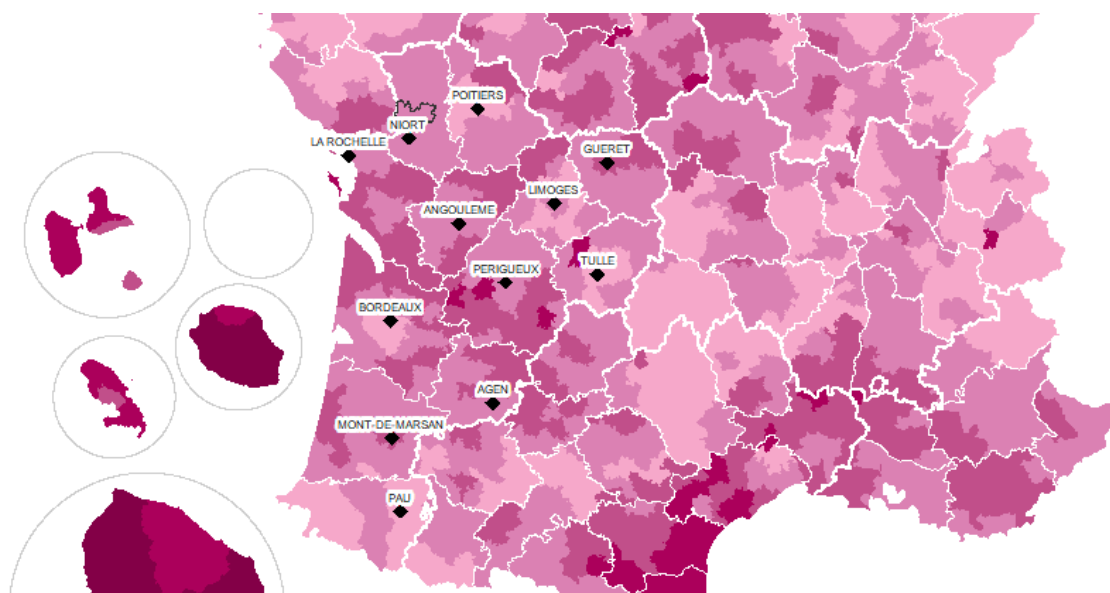 POITIERS
NIORT
LA ROCHELLE
GUERET
LIMOGES
ANGOULEME
TULLE
PERIGUEUX
BORDEAUX
AGEN
MONT-DE-MARSAN
PAU